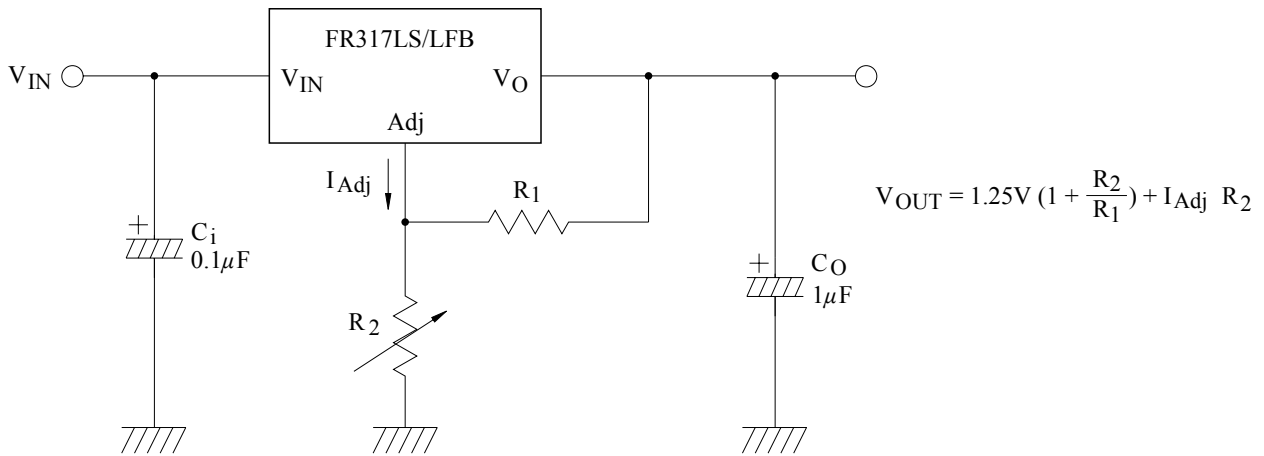 FR317LS/LFB
V_IN
V_IN
V_O
Adj
I_Adj
R_1
V_OUT = 1.25V (1 + R_2/R_1) + I_Adj R_2
+
C_i
0.1µF
+
C_O
1µF
R_2